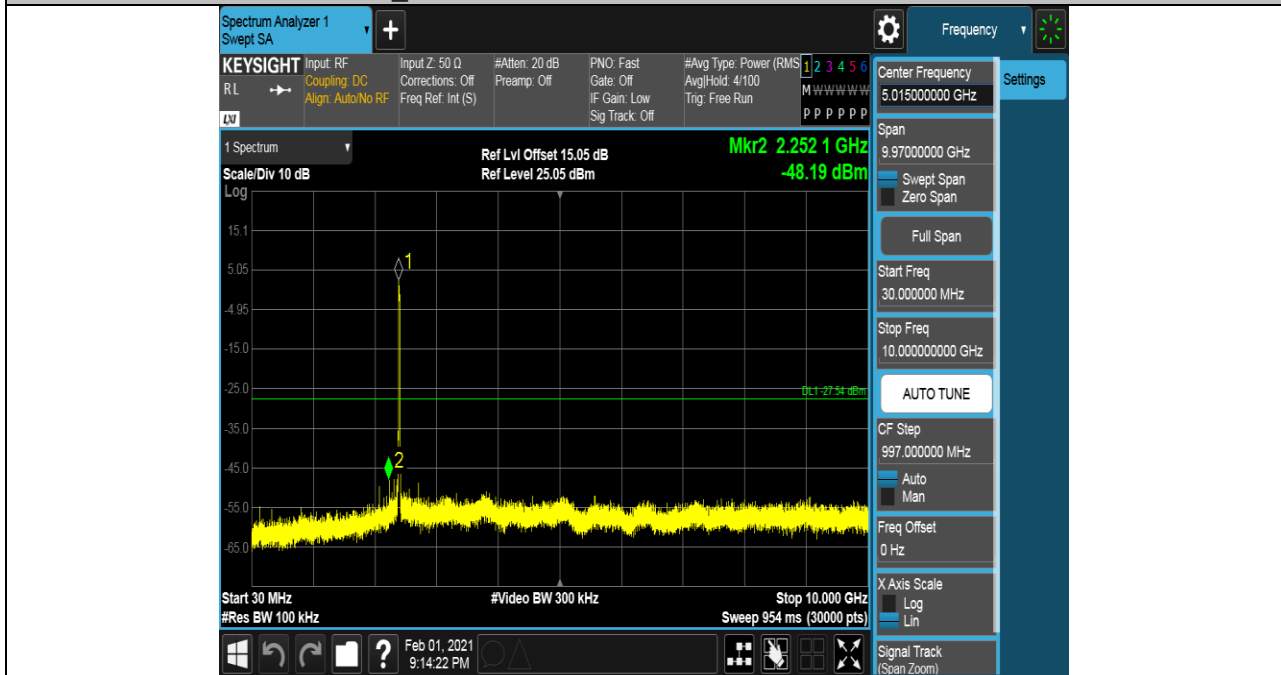 Spectrum Analyzer 1
Swept SA
+
Frequency
KEYSIGHT
RL
LXI
Input: RF
Coupling: DC
Align: Auto/No RF
Input Z: 50 Ω
Corrections: Off
Freq Ref: Int (S)
#Atten: 20 dB
Preamp: Off
PNO: Fast
Gate: Off
IF Gain: Low
Sig Track: Off
#Avg Type: Power (RMS
Avg|Hold: 4/100
Trig: Free Run
1 2 3 4 5 6
M W W W W W
P P P P P P
1 Spectrum
Scale/Div 10 dB
Ref Lvl Offset 15.05 dB
Ref Level 25.05 dBm
Mkr2 2.252 1 GHz
-48.19 dBm
Log
15.1
5.05
-4.95
-15.0
-25.0
-35.0
-45.0
-55.0
-65.0
1
2
DL1 -27.54 dBm
Start 30 MHz
#Res BW 100 kHz
#Video BW 300 kHz
Stop 10.000 GHz
Sweep 954 ms (30000 pts)
?
Feb 01, 2021
9:14:22 PM
Center Frequency
5.015000000 GHz
Span
9.97000000 GHz
Swept Span
Zero Span
Full Span
Start Freq
30.000000 MHz
Stop Freq
10.000000000 GHz
AUTO TUNE
CF Step
997.000000 MHz
Auto
Man
Freq Offset
0 Hz
X Axis Scale
Log
Lin
Signal Track
(Span Zoom)
Settings